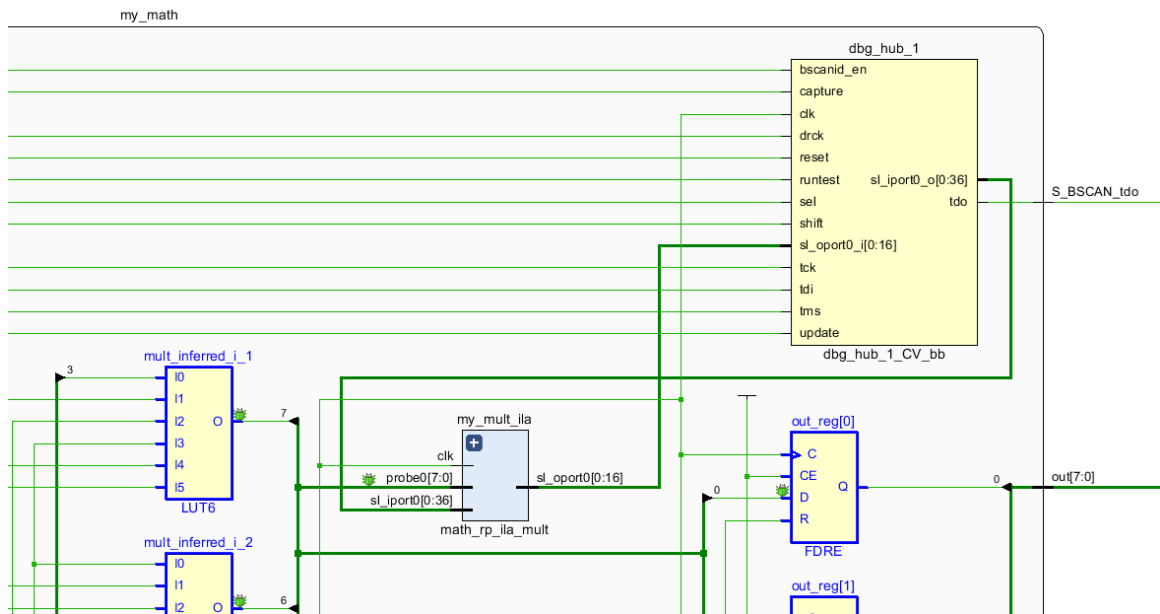 my_math
dbg_hub_1
bscanid_en
capture
clk
drck
reset
runtest sl_iport0_o[0:36]
sel tdo
S_BSCAN_tdo
shift
sl_oport0_i[0:16]
tck
tdi
tms
update
dbg_hub_1_CV_bb
mult_inferred_i_1
3
I0
I1
I2 O
7
I3
I4
I5
LUT6
my_mult_ila
clk
probe0[7:0]
sl_iport0[0:36]
sl_oport0[0:16]
math_rp_ila_mult
out_reg[0]
C
CE
0
D
Q
R
FDRE
0
out[7:0]
mult_inferred_i_2
I0
I1
I2 O
6
out_reg[1]